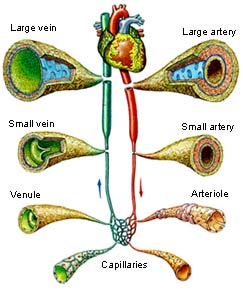 Large vein
Large artery
Small vein
Small artery
Venule
Arteriole
Capillaries